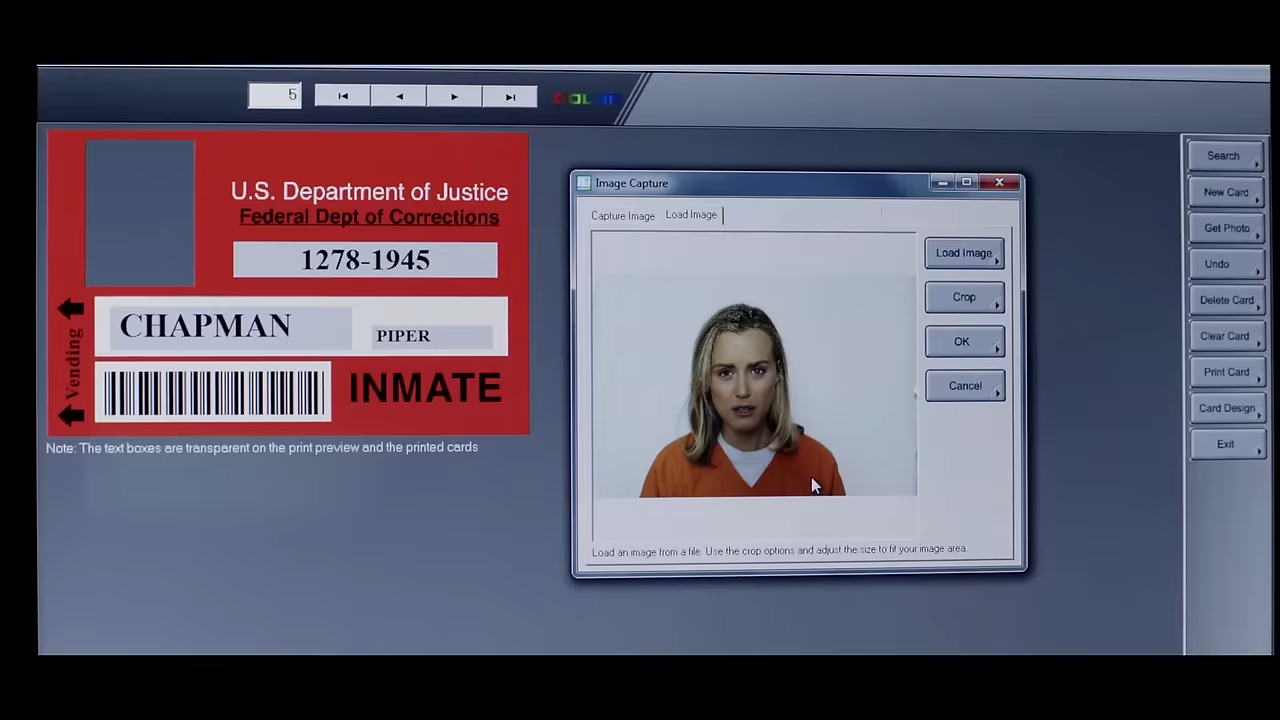 5
COLOR
U.S. Department of Justice
Federal Dept of Corrections
1278-1945
CHAPMAN
PIPER
Vending
INMATE
Note: The text boxes are transparent on the print preview and the printed cards
Image Capture
Capture Image
Load Image
Load Image
Crop
OK
Cancel
Load an image from a file. Use the crop options and adjust the size to fit your image area.
Search
New Card
Get Photo
Undo
Delete Card
Clear Card
Print Card
Card Design
Exit